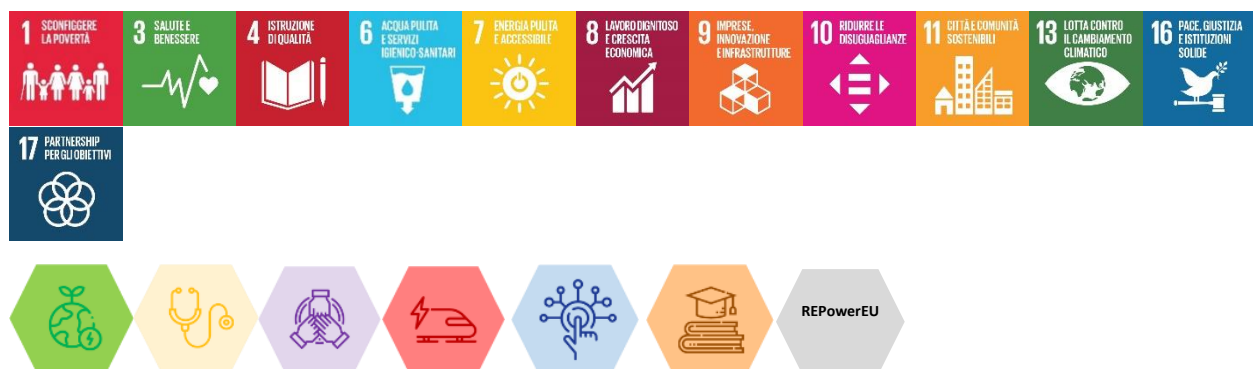 1 SCONFIGGERE
LA POVERTÀ
3 SALUTE E
BENESSERE
4 ISTRUZIONE
DI QUALITÀ
6 ACQUA PULITA
E SERVIZI
IGIENICO-SANITARI
7 ENERGIA PULITA
E ACCESSIBILE
8 LAVORO DIGNITOSO
E CRESCITA
ECONOMICA
9 IMPRESE,
INNOVAZIONE
E INFRASTRUTTURE
10 RIDURRE LE
DISUGUAGLIANZE
11 CITTÀ E COMUNITÀ
SOSTENIBILI
13 LOTTA CONTRO
IL CAMBIAMENTO
CLIMATICO
16 PACE, GIUSTIZIA
E ISTITUZIONI
SOLIDE
17 PARTNERSHIP
PER GLI OBIETTIVI
REPowerEU